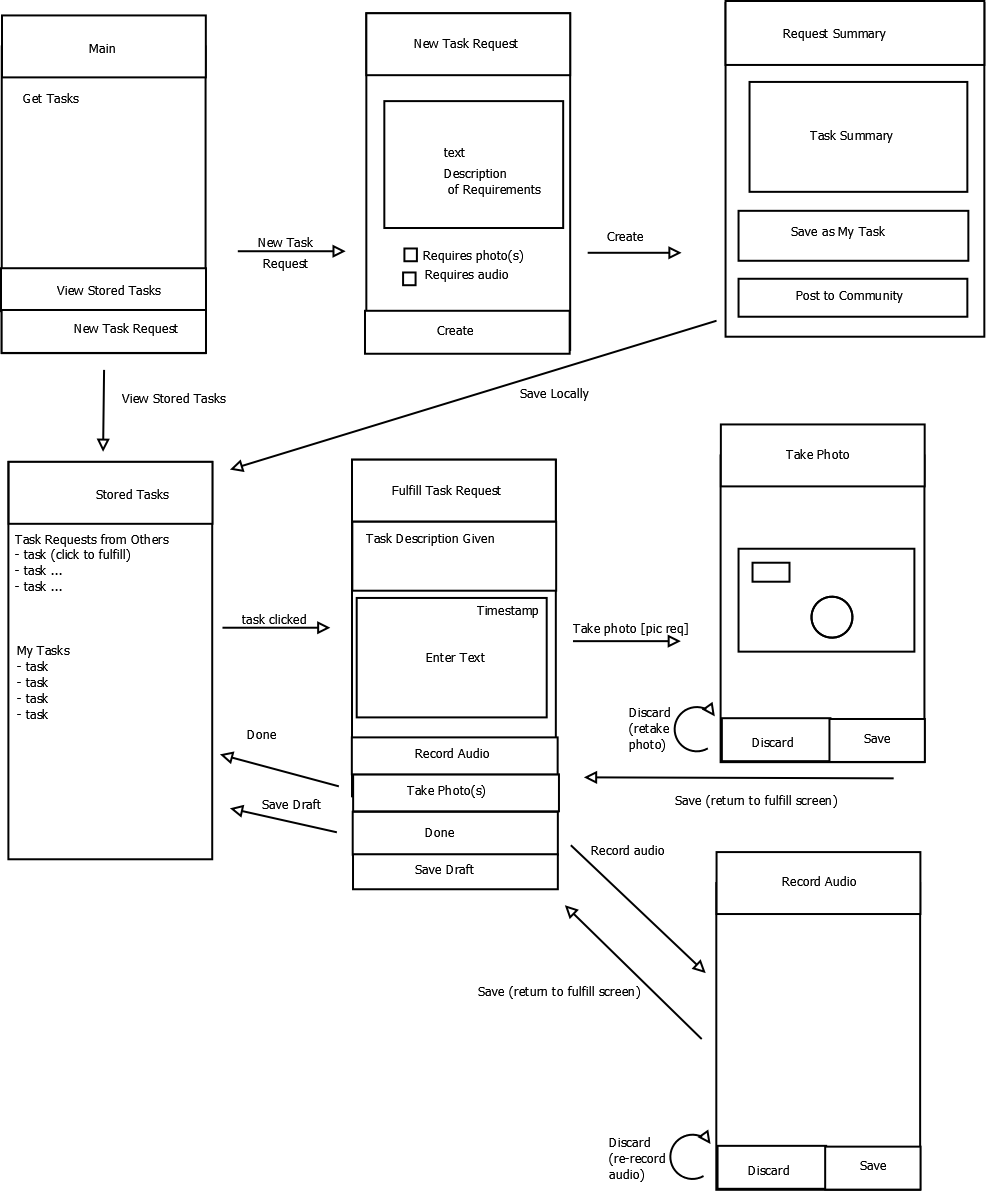 Main
Get Tasks
View Stored Tasks
New Task Request
New Task
Request
New Task Request
text
Description
of Requirements
Requires photo(s)
Requires audio
Create
Create
Request Summary
Task Summary
Save as My Task
Post to Community
View Stored Tasks
Save Locally
Stored Tasks
Task Requests from Others
- task (click to fulfill)
- task ...
- task ...
My Tasks
- task
- task
- task
- task
task clicked
Done
Save Draft
Fulfill Task Request
Task Description Given
Timestamp
Enter Text
Record Audio
Take Photo(s)
Done
Save Draft
Take photo [pic req]
Take Photo
Discard
(retake
photo)
Discard
Save
Save (return to fulfill screen)
Record audio
Save (return to fulfill screen)
Record Audio
Discard
(re-record
audio)
Discard
Save